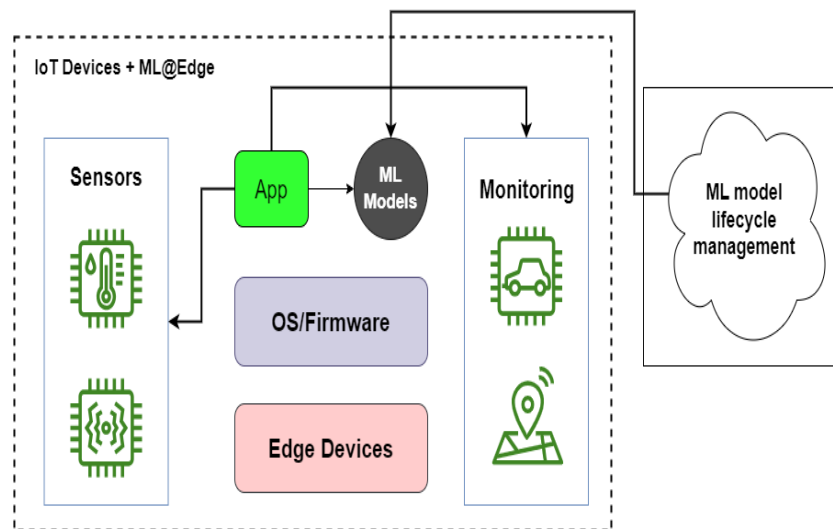 IoT Devices + ML@Edge
Sensors
App
ML
Models
Monitoring
ML model
lifecycle
management
OS/Firmware
Edge Devices